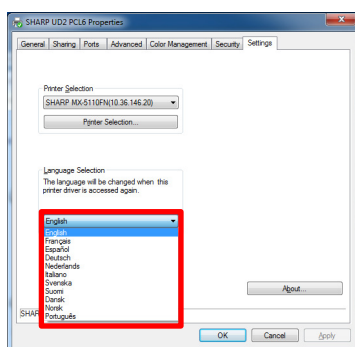 SHARP UD2 PCL6 Properties
General Sharing Ports Advanced Color Management Security Settings
Printer Selection
SHARP MX-5110FN(10.36.146.20)
Printer Selection...
Language Selection
The language will be changed when this
printer driver is accessed again.
English
English
Français
Español
Deutsch
Nederlands
Italiano
Svenska
Suomi
Dansk
Norsk
Português
About...
SHAR
OK Cancel Apply